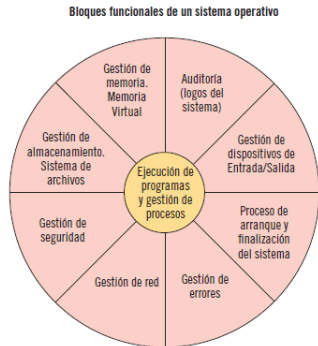 Bloques funcionales de un sistema operativo
Gestión de
memoria.
Memoria
Virtual
Auditoría
(logos del
sistema)
Gestión de
dispositivos de
Entrada/Salida
Proceso de
arranque y
finalización
del sistema
Gestión de
errores
Gestión de red
Gestión de
seguridad
Gestión de
almacenamiento.
Sistema de
archivos
Ejecución de
programas
y gestión de
procesos